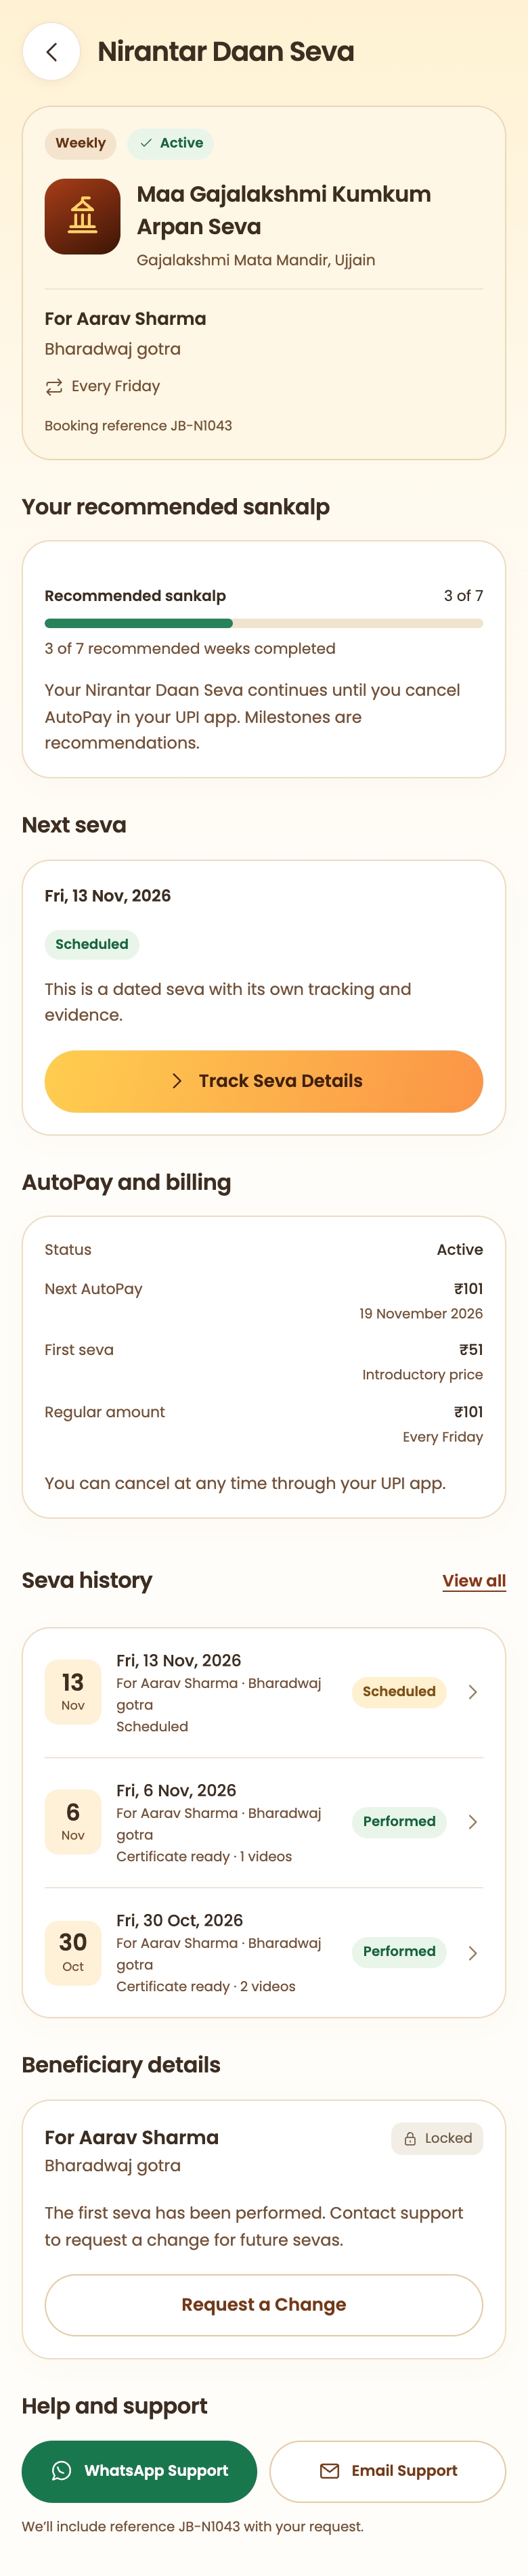 Nirantar Daan Seva
Weekly
Active
Maa Gajalakshmi Kumkum
Arpan Seva
Gajalakshmi Mata Mandir, Ujjain
For Aarav Sharma
Bharadwaj gotra
Every Friday
Booking reference JB-N1043
Your recommended sankalp
Recommended sankalp
3 of 7
3 of 7 recommended weeks completed
Your Nirantar Daan Seva continues until you cancel
AutoPay in your UPI app. Milestones are
recommendations.
Next seva
Fri, 13 Nov, 2026
Scheduled
This is a dated seva with its own tracking and
evidence.
Track Seva Details
AutoPay and billing
Status
Active
Next AutoPay
₹101
19 November 2026
First seva
₹51
Introductory price
Regular amount
₹101
Every Friday
You can cancel at any time through your UPI app.
Seva history
View all
13
Nov
Fri, 13 Nov, 2026
For Aarav Sharma · Bharadwaj
gotra
Scheduled
Scheduled
6
Nov
Fri, 6 Nov, 2026
For Aarav Sharma · Bharadwaj
gotra
Certificate ready · 1 videos
Performed
30
Oct
Fri, 30 Oct, 2026
For Aarav Sharma · Bharadwaj
gotra
Certificate ready · 2 videos
Performed
Beneficiary details
For Aarav Sharma
Locked
Bharadwaj gotra
The first seva has been performed. Contact support
to request a change for future sevas.
Request a Change
Help and support
WhatsApp Support
Email Support
We’ll include reference JB-N1043 with your request.